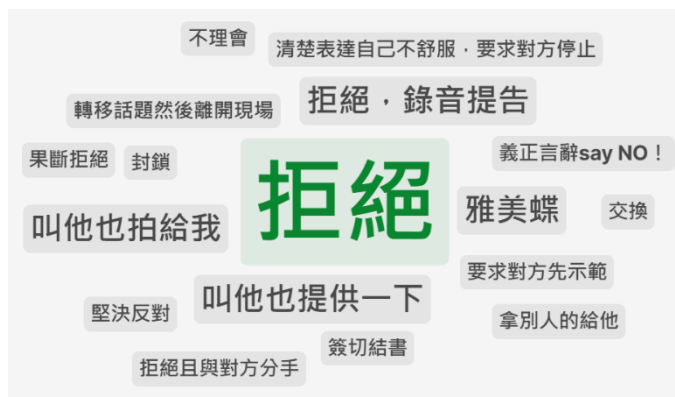 不理會
清楚表達自己不舒服，要求對方停止
轉移話題然後離開現場
拒絕，錄音提告
果斷拒絕
封鎖
拒絕
義正言辭say NO！
叫他也拍給我
雅美蝶
交換
要求對方先示範
叫他也提供一下
堅決反對
拿別人的給他
簽切結書
拒絕且與對方分手